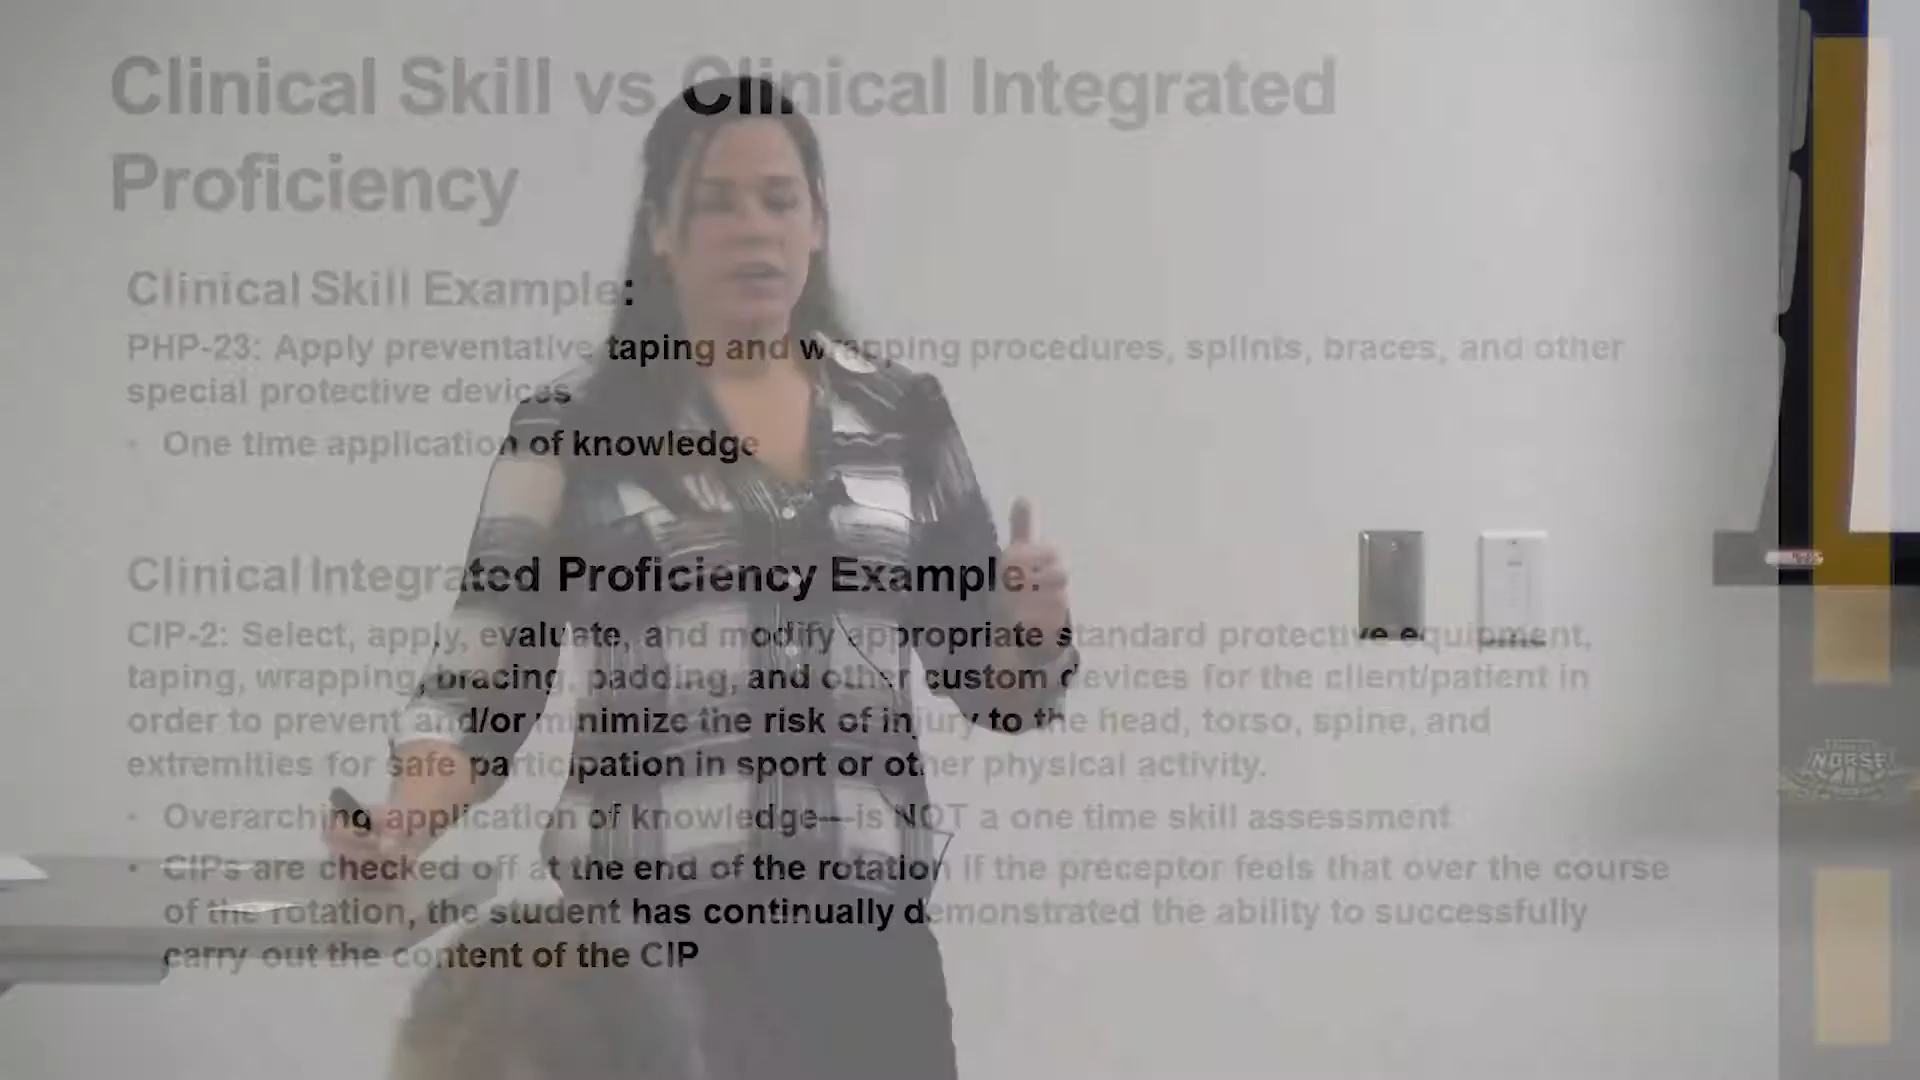 Clinical Skill vs Clinical Integrated
Proficiency
Clinical Skill Example:
PHP-23: Apply preventative taping and wrapping procedures, splints, braces, and other
special protective devices
• One time application of knowledge
Clinical Integrated Proficiency Example:
CIP-2: Select, apply, evaluate, and modify appropriate standard protective equipment,
taping, wrapping, bracing, padding, and other custom devices for the client/patient in
order to prevent and/or minimize the risk of injury to the head, torso, spine, and
extremities for safe participation in sport or other physical activity.
• Overarching application of knowledge—is NOT a one time skill assessment
• CIPs are checked off at the end of the rotation if the preceptor feels that over the course
of the rotation, the student has continually demonstrated the ability to successfully
carry out the content of the CIP
NORSE